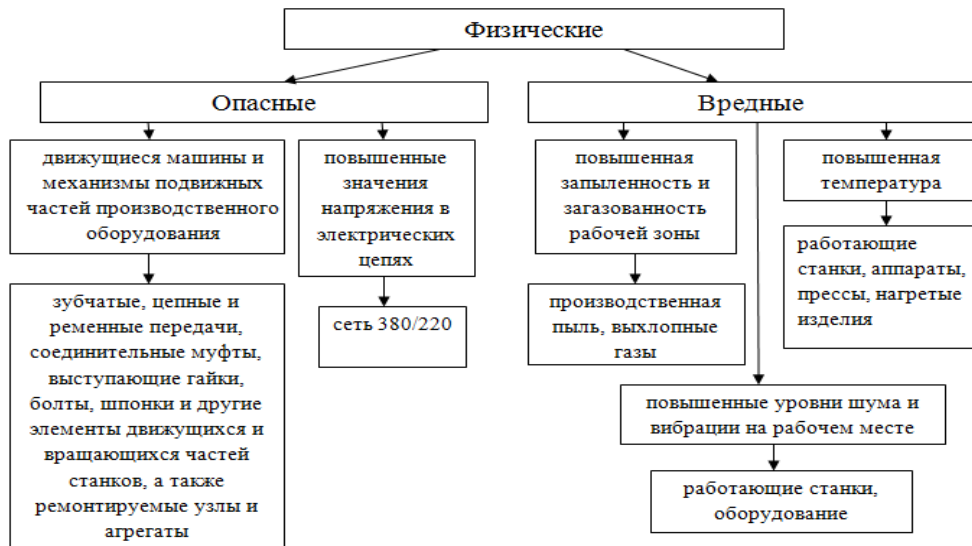 Физические
Опасные
Вредные
движущиеся машины и
механизмы подвижных
частей производственного
оборудования
повышенные
значения
напряжения в
электрических
цепях
повышенная
запыленность и
загазованность
рабочей зоны
повышенная
температура
зубчатые, цепные и
ременные передачи,
соединительные муфты,
выступающие гайки,
болты, шпонки и другие
элементы движущихся и
вращающихся частей
станков, а также
ремонтируемые узлы и
агрегаты
сеть 380/220
производственная
пыль, выхлопные
газы
работающие
станки, аппараты,
прессы, нагретые
изделия
повышенные уровни шума и
вибрации на рабочем месте
работающие станки,
оборудование